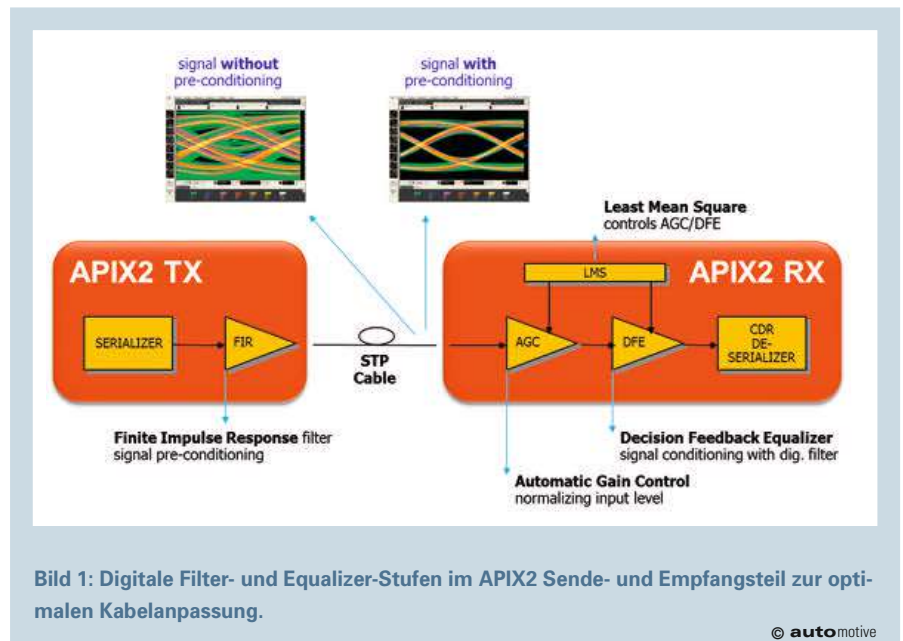 signal without
pre-conditioning
signal with
pre-conditioning
Least Mean Square
controls AGC/DFE
APIX2 TX
APIX2 RX
LMS
SERIALIZER
FIR
STP
Cable
AGC
DFE
CDR
DE-
SERIALIZER
Finite Impulse Response filter
signal pre-conditioning
Decision Feedback Equalizer
signal conditioning with dig. filter
Automatic Gain Control
normalizing input level
Bild 1: Digitale Filter- und Equalizer-Stufen im APIX2 Sende- und Empfangsteil zur opti-
malen Kabelanpassung.
© automotive